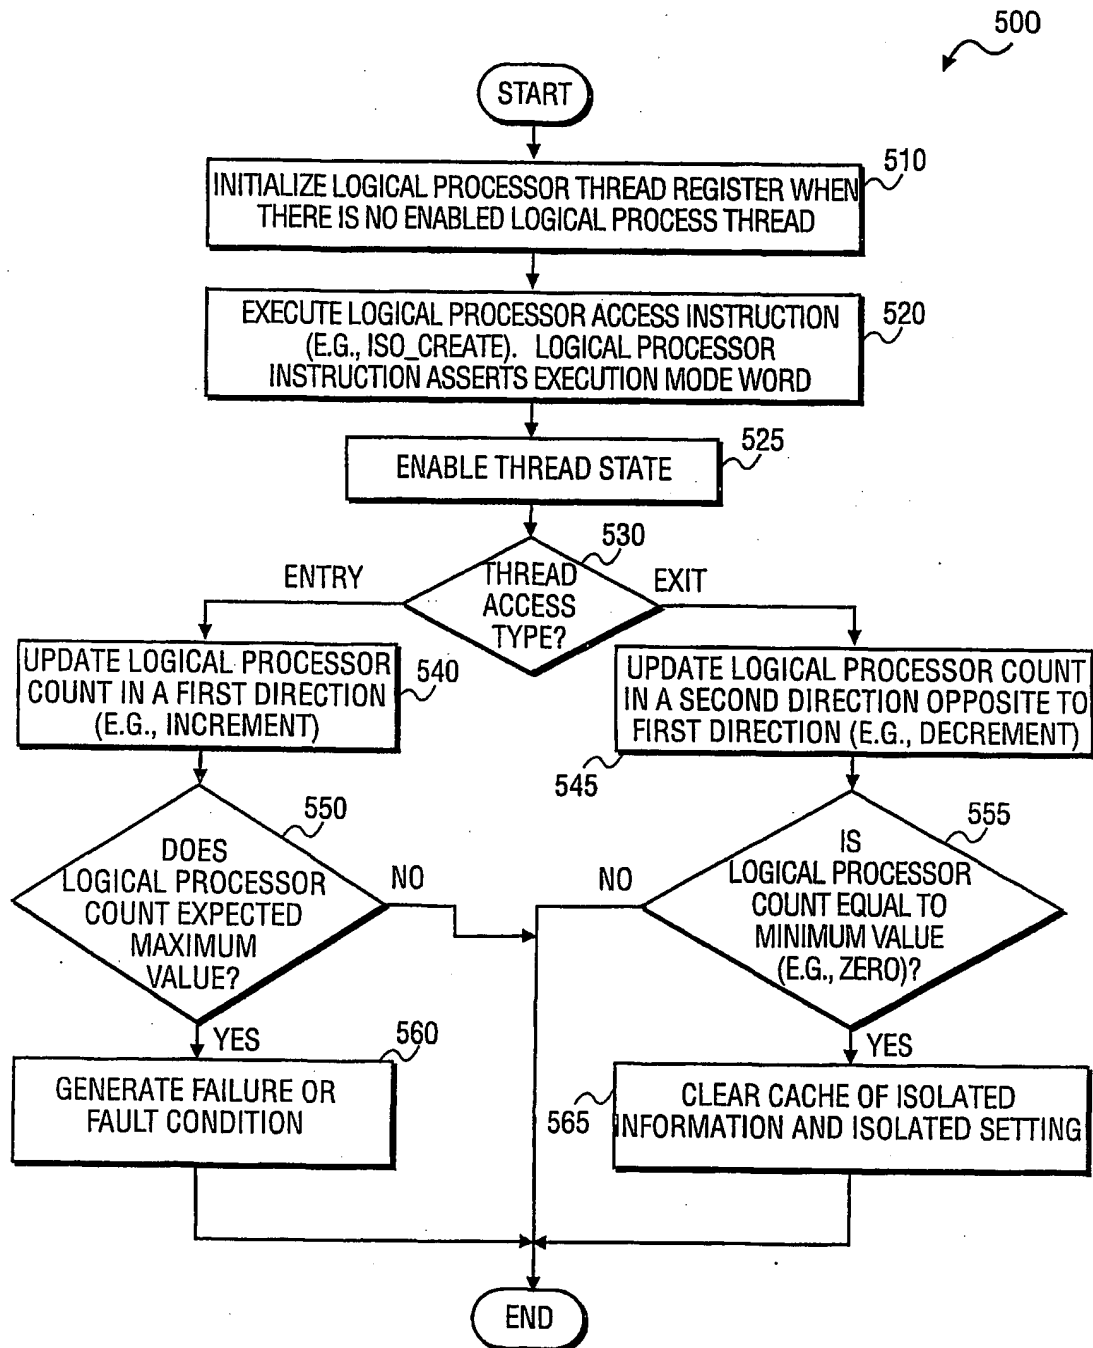 500
START
510
INITIALIZE LOGICAL PROCESSOR THREAD REGISTER WHEN
THERE IS NO ENABLED LOGICAL PROCESS THREAD
520
EXECUTE LOGICAL PROCESSOR ACCESS INSTRUCTION
(E.G., ISO_CREATE). LOGICAL PROCESSOR
INSTRUCTION ASSERTS EXECUTION MODE WORD
525
ENABLE THREAD STATE
530
ENTRY
THREAD
ACCESS
TYPE?
EXIT
UPDATE LOGICAL PROCESSOR
COUNT IN A FIRST DIRECTION
(E.G., INCREMENT)
540
UPDATE LOGICAL PROCESSOR COUNT
IN A SECOND DIRECTION OPPOSITE TO
FIRST DIRECTION (E.G., DECREMENT)
545
550
DOES
LOGICAL PROCESSOR
COUNT EXPECTED
MAXIMUM
VALUE?
NO
YES
555
IS
LOGICAL PROCESSOR
COUNT EQUAL TO
MINIMUM VALUE
(E.G., ZERO)?
NO
YES
560
GENERATE FAILURE OR
FAULT CONDITION
565
CLEAR CACHE OF ISOLATED
INFORMATION AND ISOLATED SETTING
END